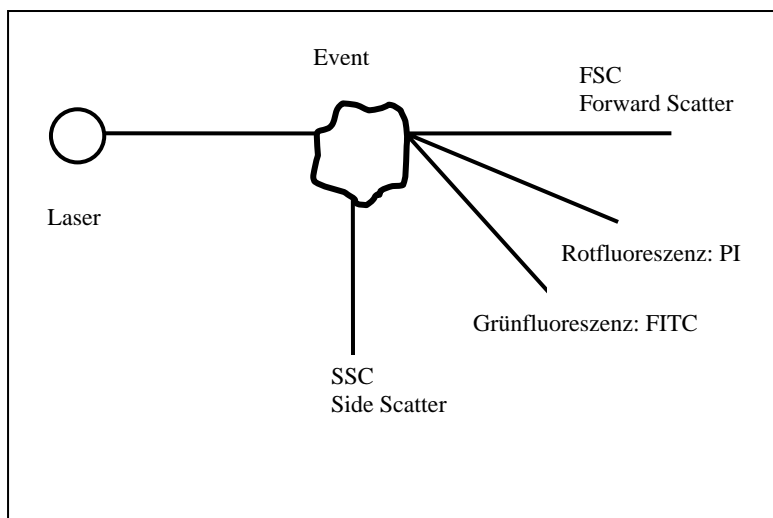 Event
FSC
Forward Scatter
Laser
Rotfluoreszenz: PI
Grünfluoreszenz: FITC
SSC
Side Scatter